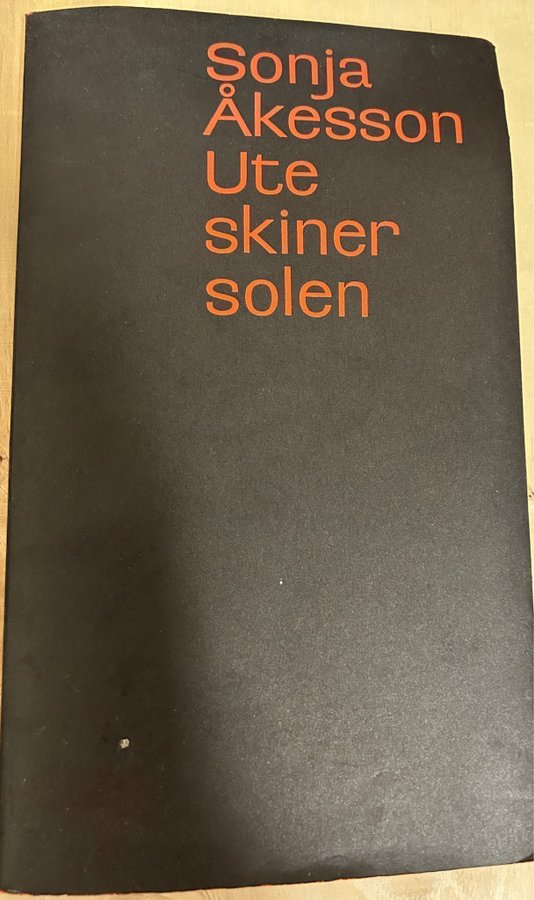 Sonja
Åkesson
Ute
skiner
solen